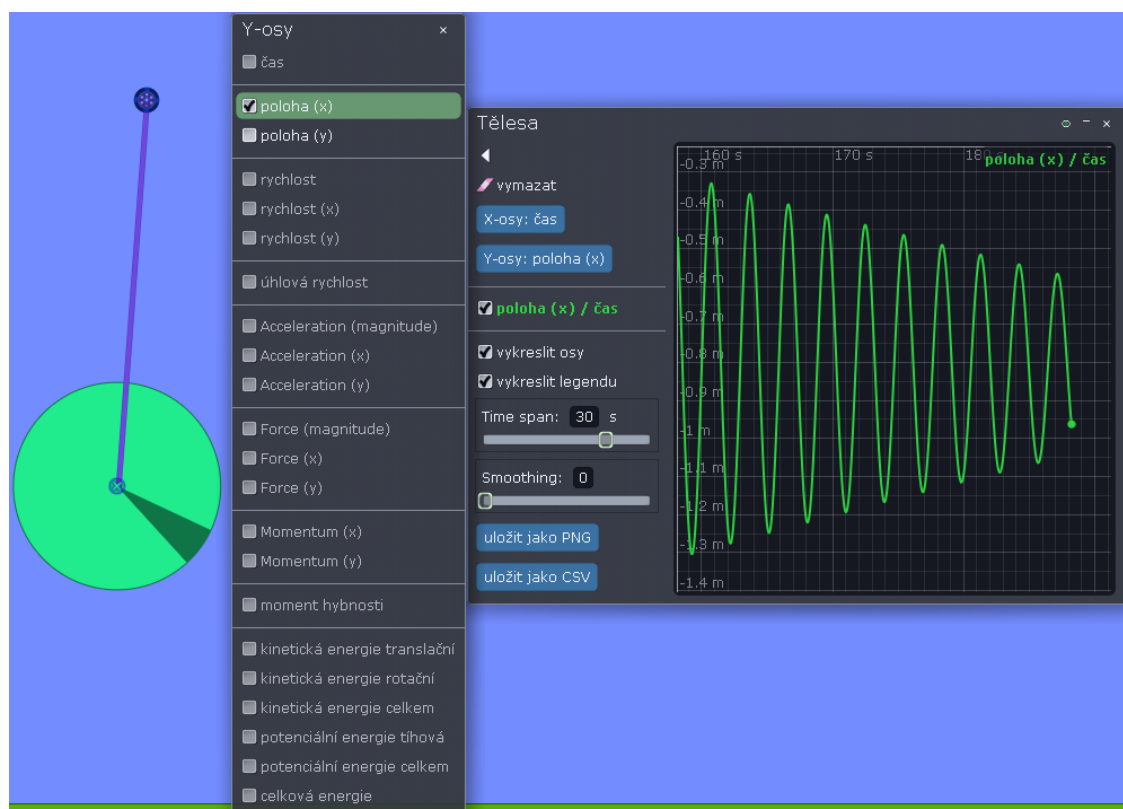 Y-osy ×
čas
poloha (x)
poloha (y)
rychlost
rychlost (x)
rychlost (y)
úhlová rychlost
Acceleration (magnitude)
Acceleration (x)
Acceleration (y)
Force (magnitude)
Force (x)
Force (y)
Momentum (x)
Momentum (y)
moment hybnosti
kinetická energie translační
kinetická energie rotační
kinetická energie celkem
potenciální energie tíhová
potenciální energie celkem
celková energie
Tělesa
vymazat
X-osy: čas
Y-osy: poloha (x)
poloha (x) / čas
vykreslit osy
vykreslit legendu
Time span: 30 s
Smoothing: 0
uložit jako PNG
uložit jako CSV
160 s 170 s 180
poloha (x) / čas
-0.3 m
-0.4 m
-0.5 m
-0.6 m
-0.7 m
-0.8 m
-0.9 m
-1 m
-1.1 m
-1.2 m
-1.3 m
-1.4 m